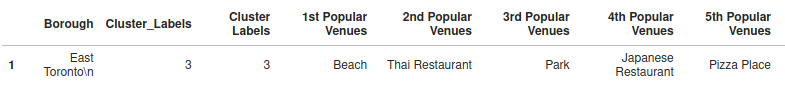 Borough Cluster_Labels Cluster Labels 1st Popular Venues 2nd Popular Venues 3rd Popular Venues 4th Popular Venues 5th Popular Venues
1 East Toronto\n 3 3 Beach Thai Restaurant Park Japanese Restaurant Pizza Place